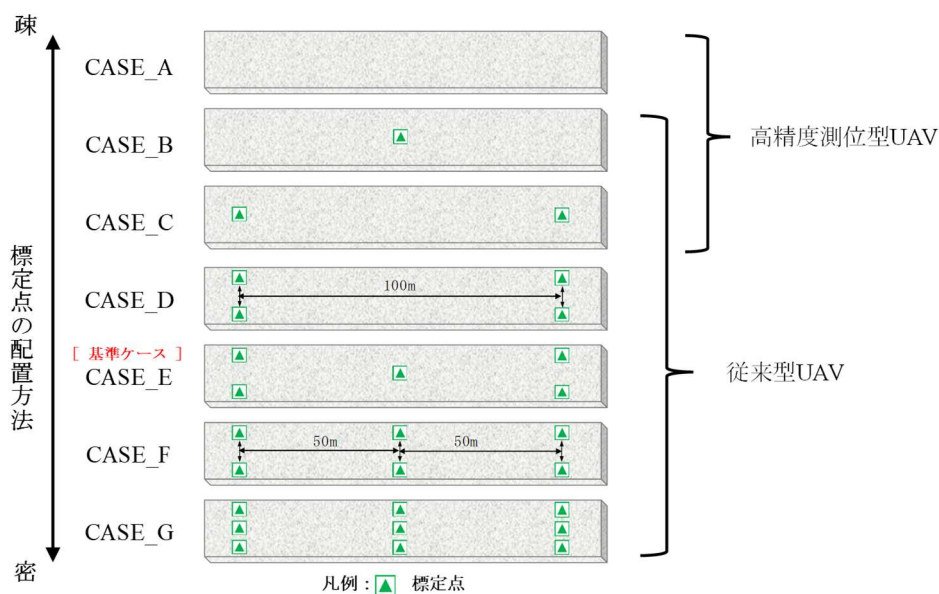 疎
標定点の配置方法
密
CASE_A
CASE_B
CASE_C
CASE_D
100m
[ 基準ケース ]
CASE_E
CASE_F
50m 50m
CASE_G
高精度測位型UAV
従来型UAV
凡例 : 標定点